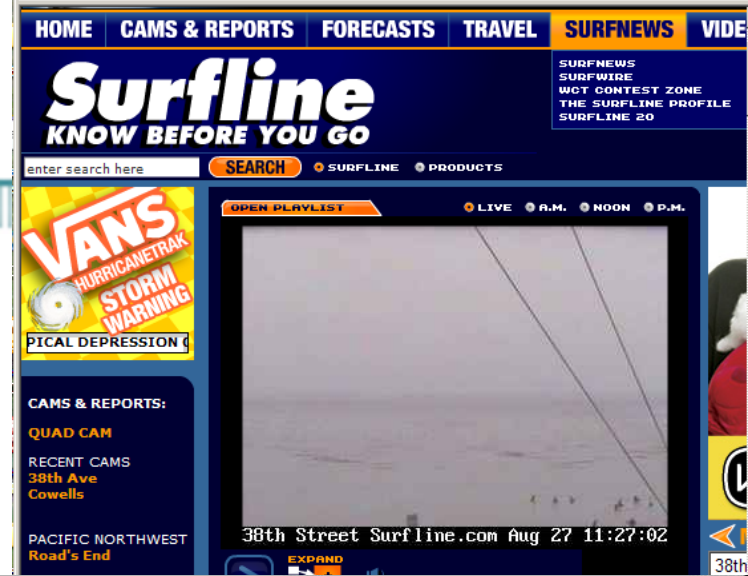 HOME CAMS & REPORTS FORECASTS TRAVEL SURFNEWS VIDE
SURFNEWS
SURFWIRE
WCT CONTEST ZONE
THE SURFLINE PROFILE
SURFLINE 20
Surfline
KNOW BEFORE YOU GO
enter search here SEARCH SURFLINE PRODUCTS
VANS
HURRICANETRAK
STORM
WARNING
PICAL DEPRESSION
OPEN PLAYLIST LIVE A.M. NOON P.M.
38th Street Surfline.com Aug 27 11:27:02
EXPAND
CAMS & REPORTS:
QUAD CAM
RECENT CAMS
38th Ave
Cowells
PACIFIC NORTHWEST
Road's End
38th